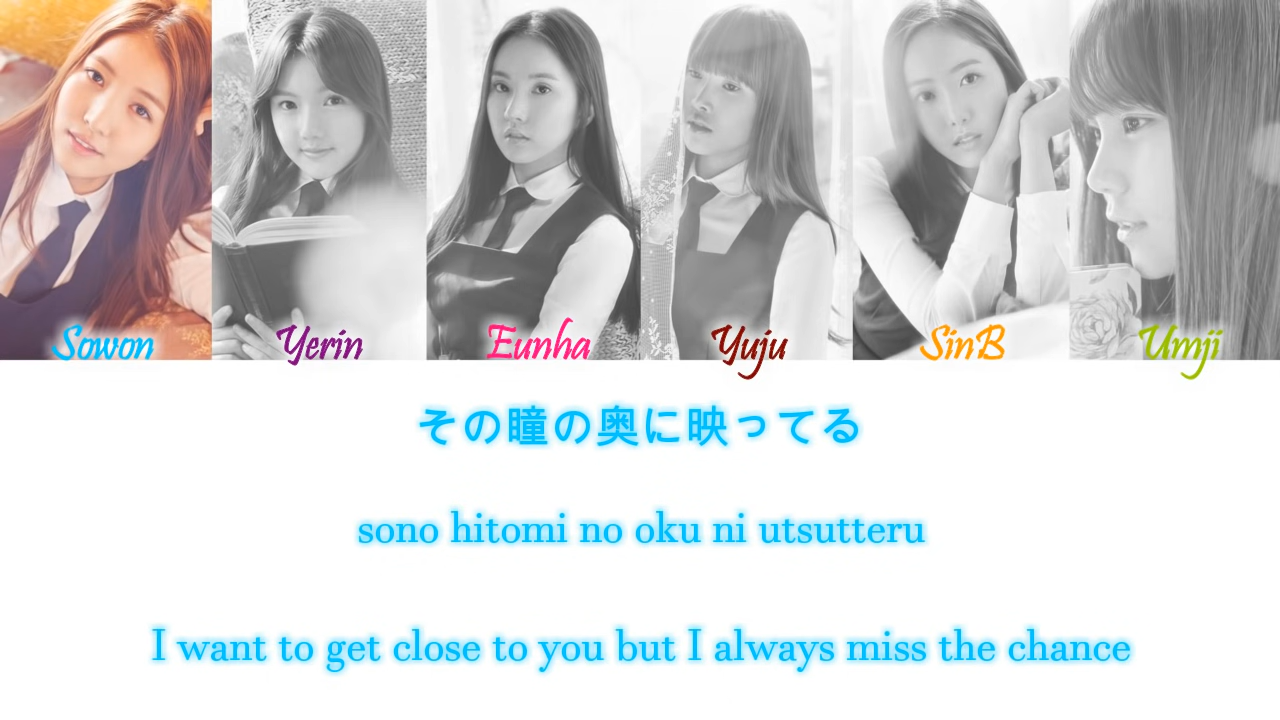 Sowon Yerin Eunha Yuju SinB Umji
その瞳の奥に映ってる
sono hitomi no oku ni utsutteru
I want to get close to you but I always miss the chance